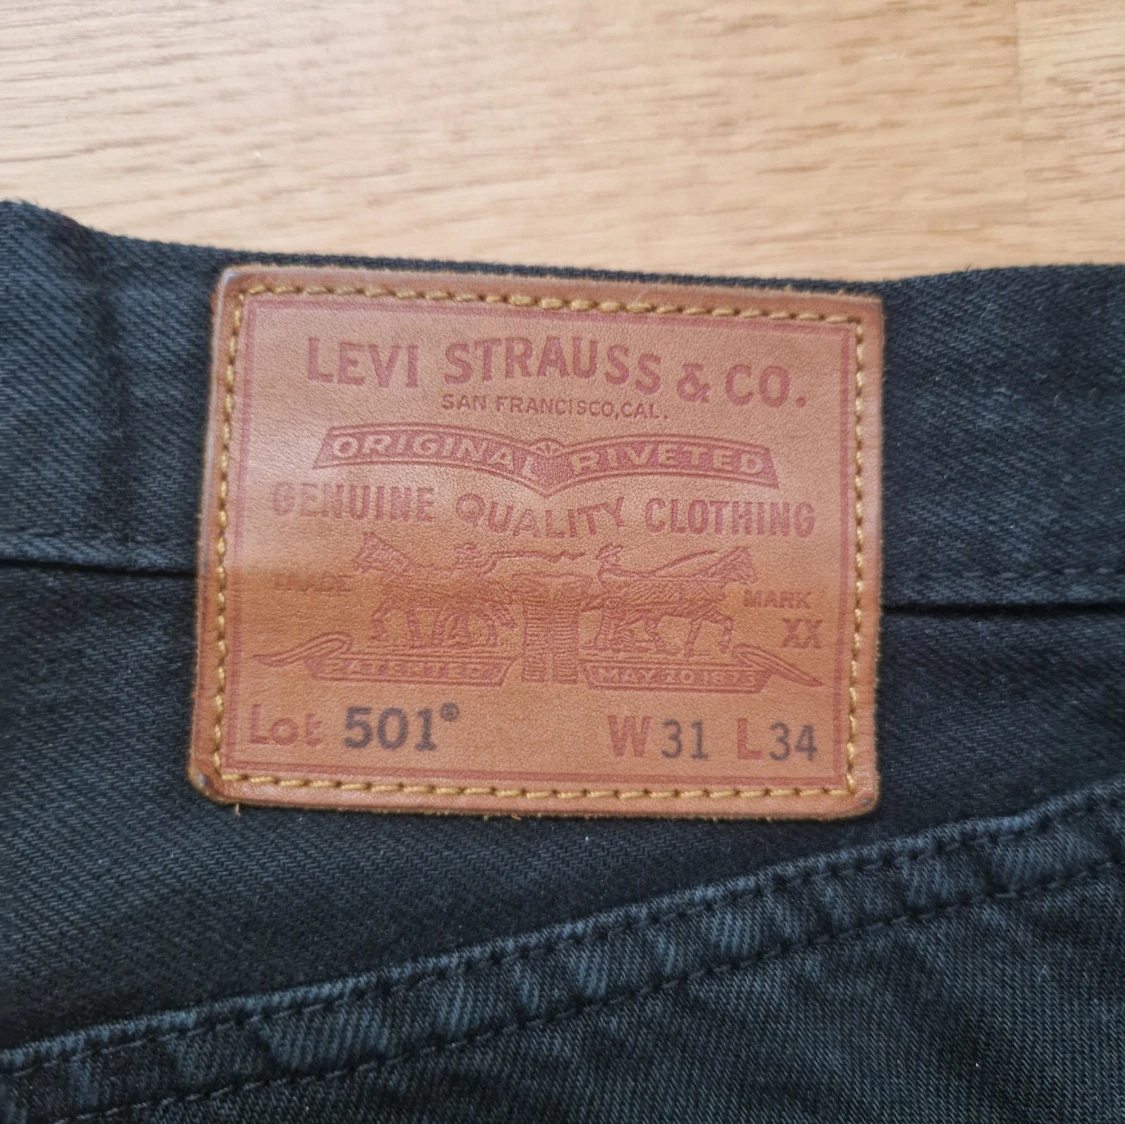 LEVI STRAUSS & CO.
SAN FRANCISCO, CAL.
ORIGINAL RIVETED
GENUINE QUALITY CLOTHING
TRADE MARK
XX
PATENTED MAY 20 1873
Lot 501® W 31 L 34